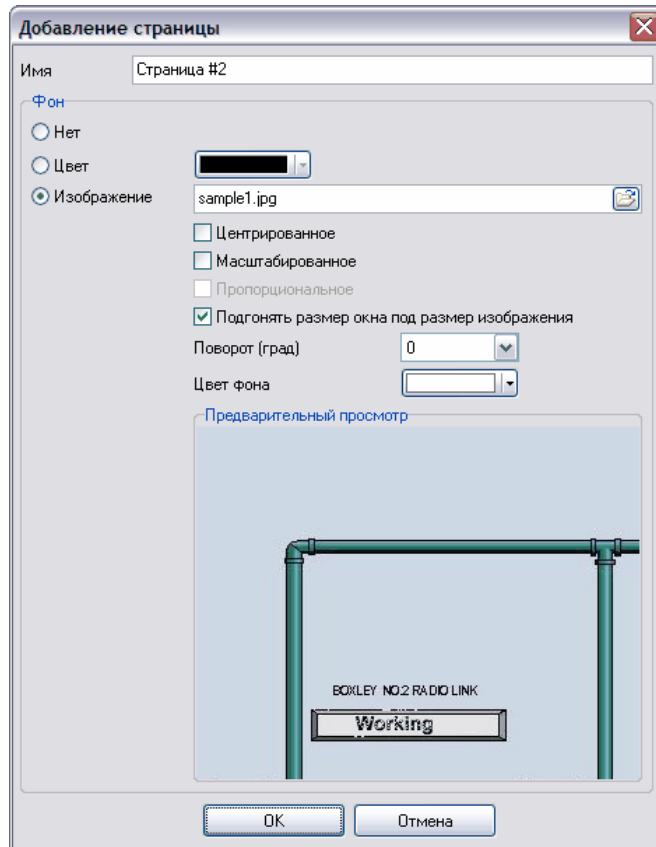 Добавление страницы
Имя Страница #2
Фон
Нет
Цвет
Изображение sample1.jpg
Центрированное
Масштабированное
Пропорциональное
Подгонять размер окна под размер изображения
Поворот (град) 0
Цвет фона
Предварительный просмотр
BOXLEY NO.2 RADIO LINK
Working
OK Отмена